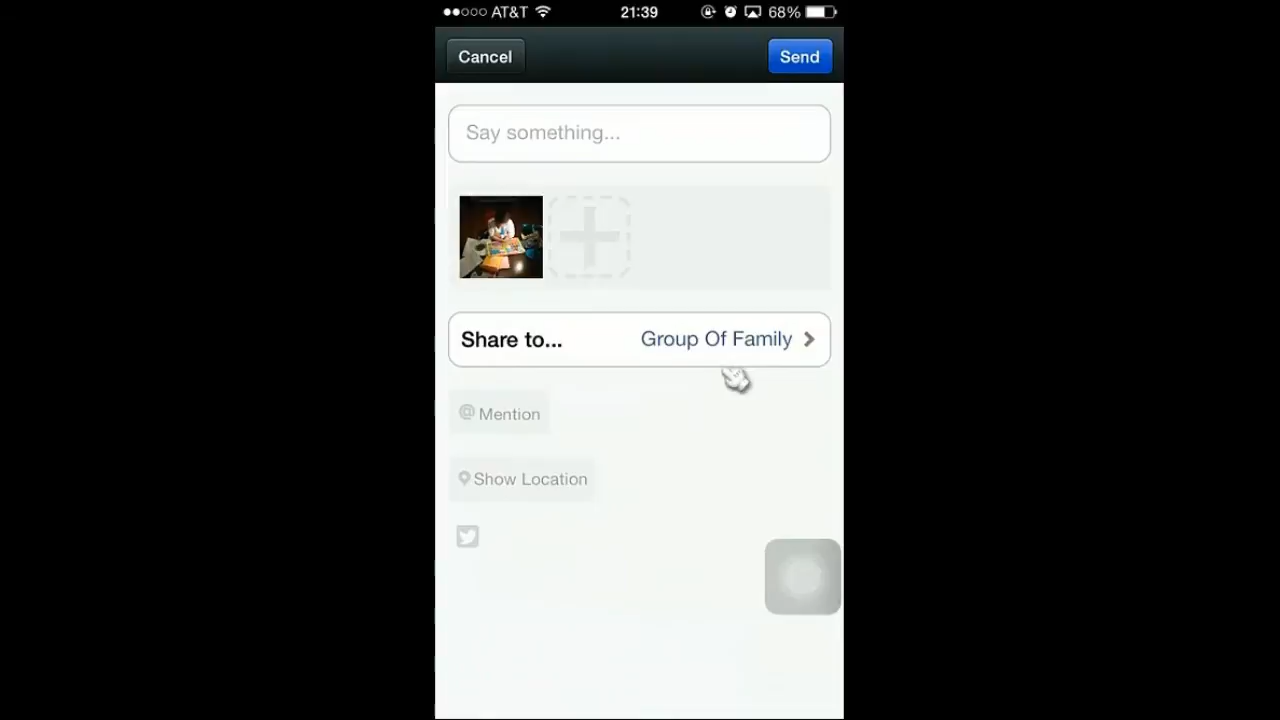 AT&T 21:39 68%
Cancel Send
Say something...
Share to... Group Of Family
@ Mention
Show Location